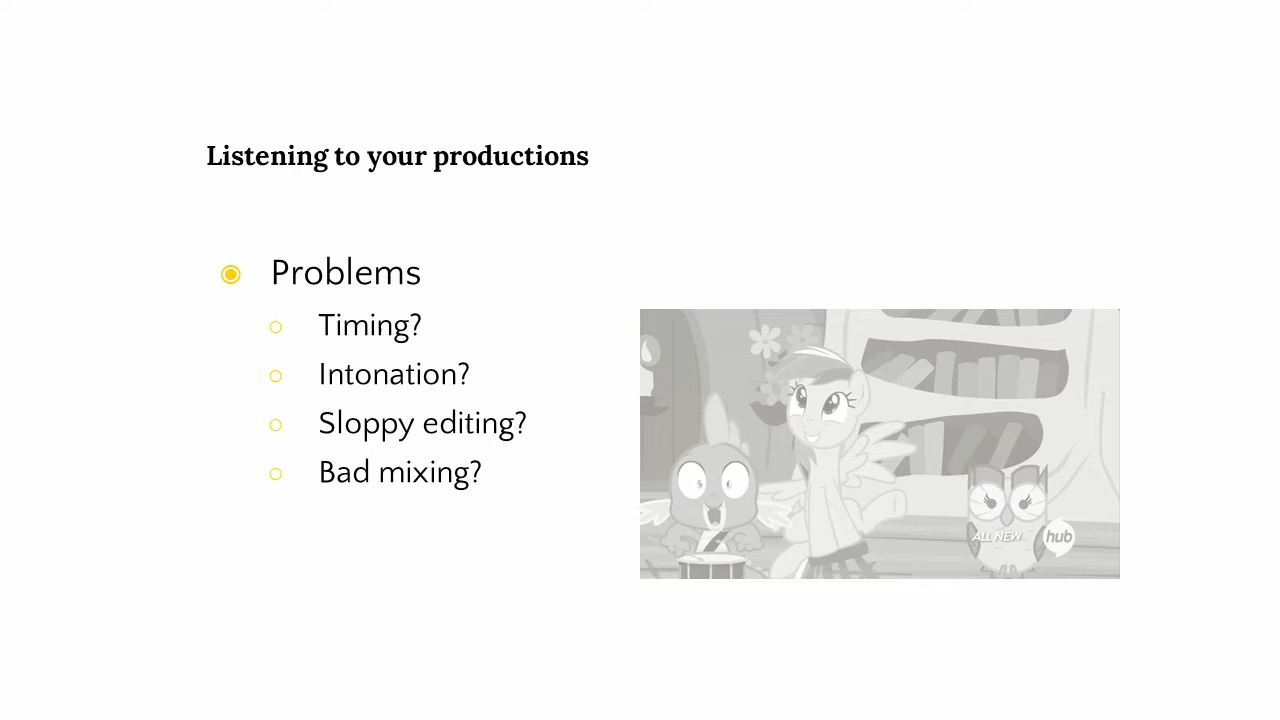 Listening to your productions
Problems
Timing?
Intonation?
Sloppy editing?
Bad mixing?
ALL NEW
hub